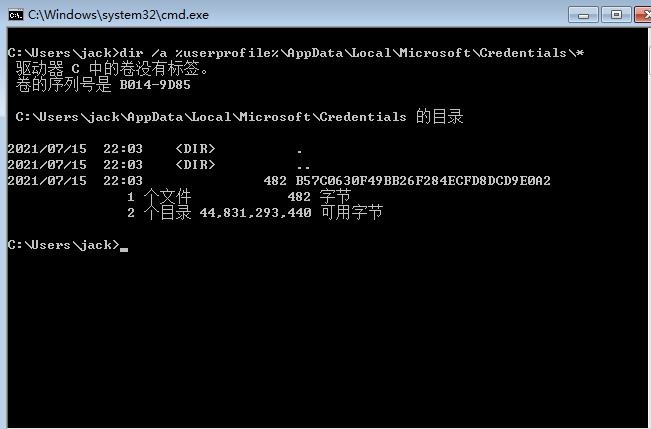 C:\Windows\system32\cmd.exe
C:\Users\jack>dir /a %userprofile%\AppData\Local\Microsoft\Credentials\*
驱动器 C 中的卷没有标签。
卷的序列号是 B014-9D85
C:\Users\jack\AppData\Local\Microsoft\Credentials 的目录
2021/07/15  22:03    <DIR>          .
2021/07/15  22:03    <DIR>          ..
2021/07/15  22:03               482 B57C0630F49BB26F284ECFD8DCD9E0A2
1 个文件            482 字节
2 个目录 44,831,293,440 可用字节
C:\Users\jack>